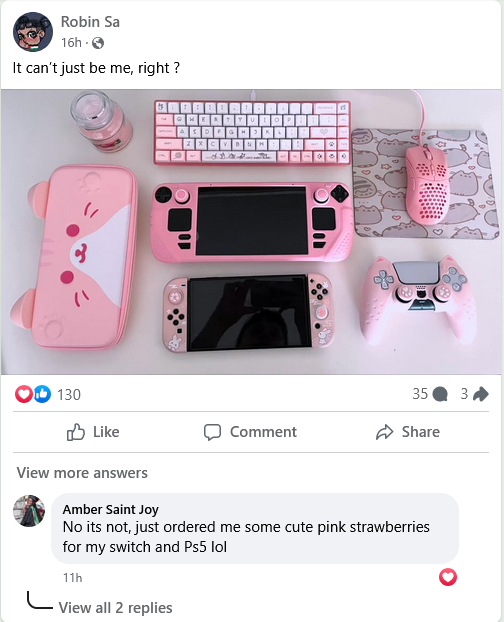 Robin Sa
16h
It can't just be me, right ?
130
35
3
Like
Comment
Share
View more answers
Amber Saint Joy
No its not, just ordered me some cute pink strawberries
for my switch and Ps5 lol
11h
View all 2 replies